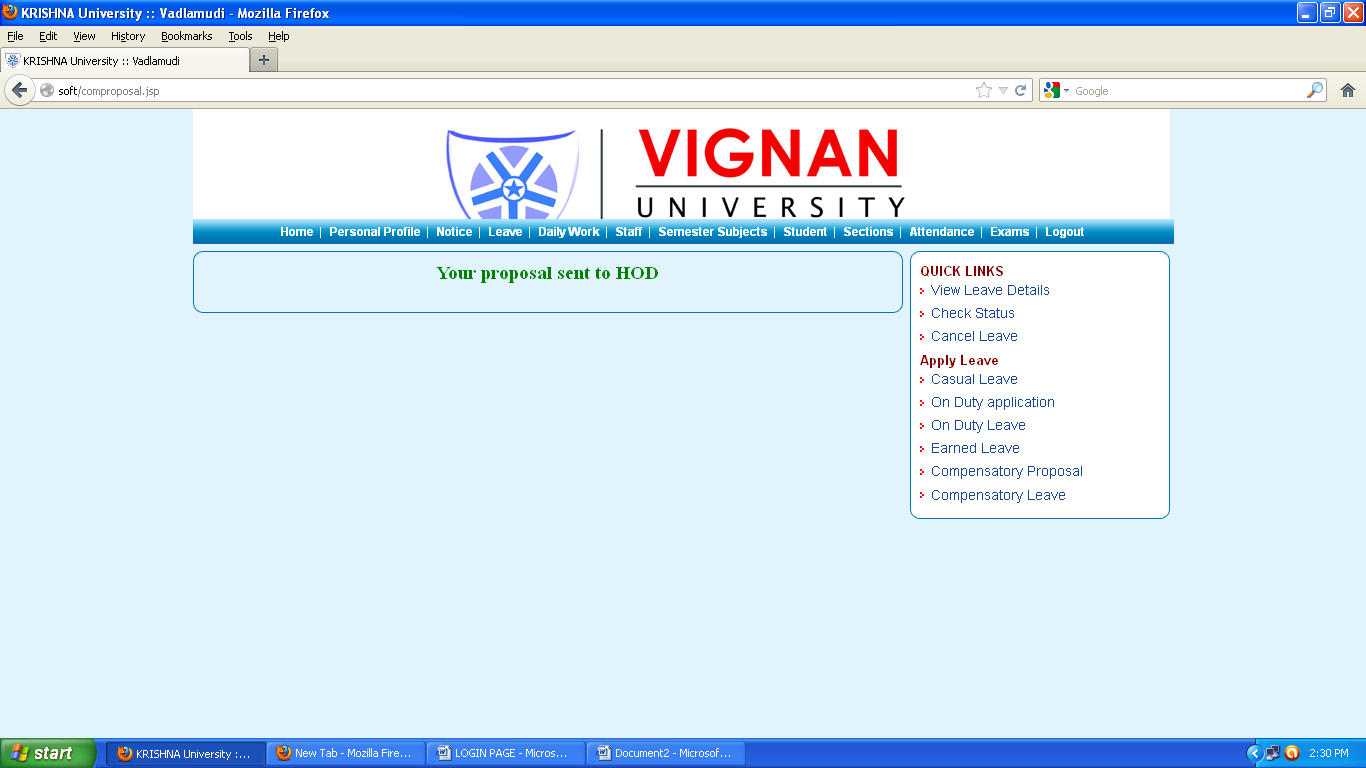 KRISHNA University :: Vadlamudi - Mozilla Firefox
File Edit View History Bookmarks Tools Help
KRISHNA University :: Vadlamudi
soft/comproposal.jsp
Google
VIGNAN
UNIVERSITY
Home | Personal Profile | Notice | Leave | Daily Work | Staff | Semester Subjects | Student | Sections | Attendance | Exams | Logout
Your proposal sent to HOD
QUICK LINKS
View Leave Details
Check Status
Cancel Leave
Apply Leave
Casual Leave
On Duty application
On Duty Leave
Earned Leave
Compensatory Proposal
Compensatory Leave
start KRISHNA University :... New Tab - Mozilla Fire... LOGIN PAGE - Micros... Document2 - Microsof... 2:30 PM